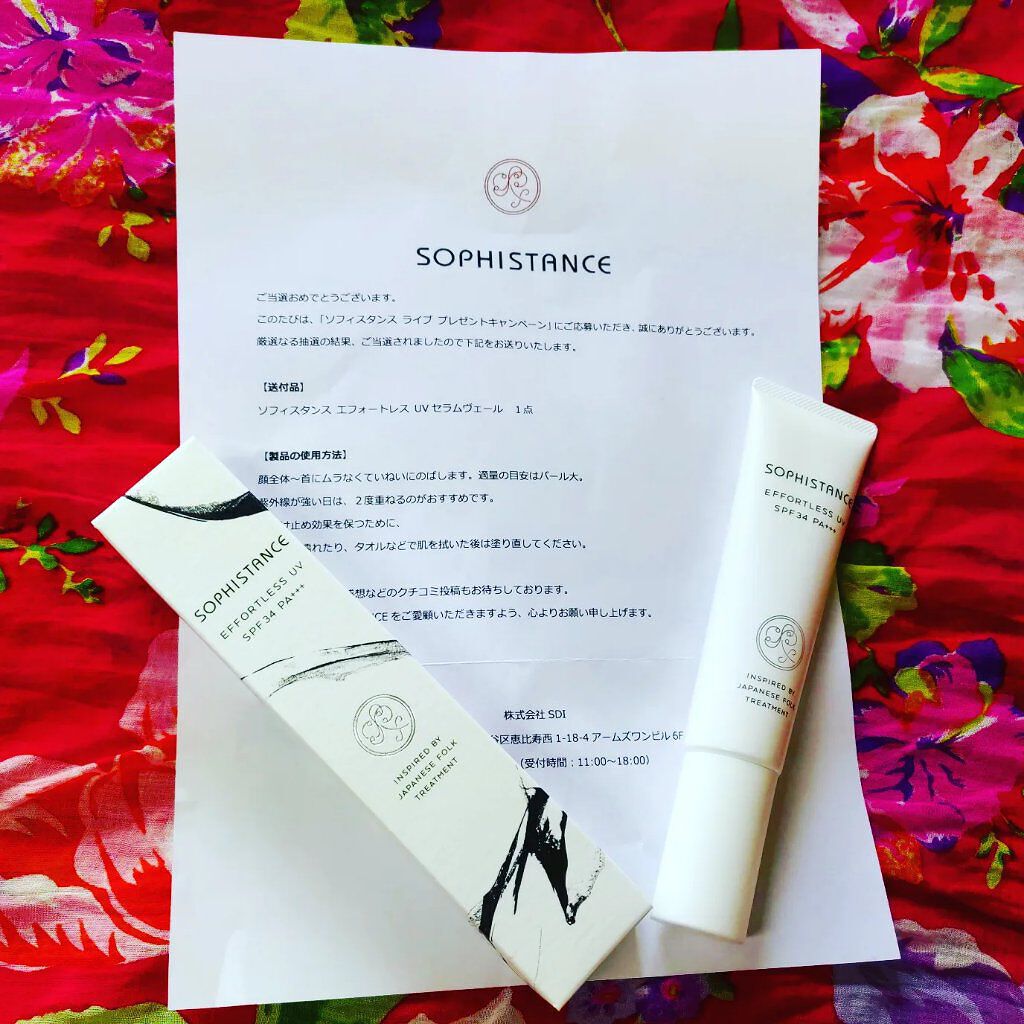 SOPHISTANCE
ご当選おめでとうございます。
このたびは、「ソフィスタンス ライブ プレゼントキャンペーン」にご応募いただき、誠にありがとうございます。
厳選なる抽選の結果、ご当選されましたので下記をお送りいたします。
【送付品】
ソフィスタンス エフォートレス UV セラムヴェール　1点
【製品の使用方法】
顔全体～首にムラなくていねいにのばします。適量の目安はパール大。
紫外線が強い日は、２度重ねるのがおすすめです。
け止め効果を保つために、
れたり、タオルなどで肌を拭いた後は塗り直してください。
想などのクチコミ投稿もお待ちしております。
CE をご愛顧いただきますよう、心よりお願い申し上げます。
株式会社 SDI
谷区恵比寿西 1-18-4 アームズワンビル 6F
（受付時間：11:00～18:00）
SOPHISTANCE
EFFORTLESS UV
SPF34 PA+++
INSPIRED BY
JAPANESE FOLK
TREATMENT
SOPHISTANCE
EFFORTLESS UV
SPF34 PA+++
INSPIRED BY
JAPANESE FOLK
TREATMENT